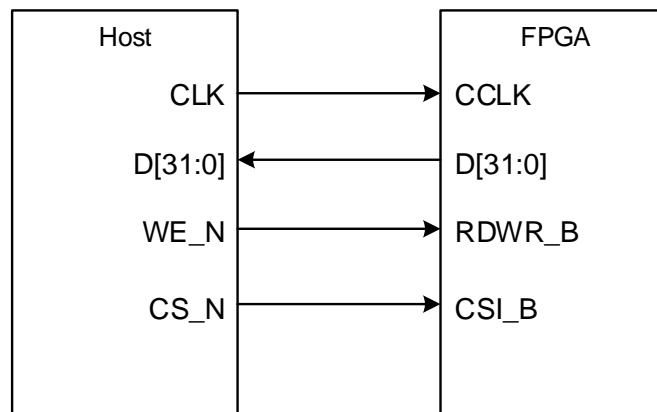 Host FPGA
CLK CCLK
D[31:0] D[31:0]
WE_N RDWR_B
CS_N CSI_B